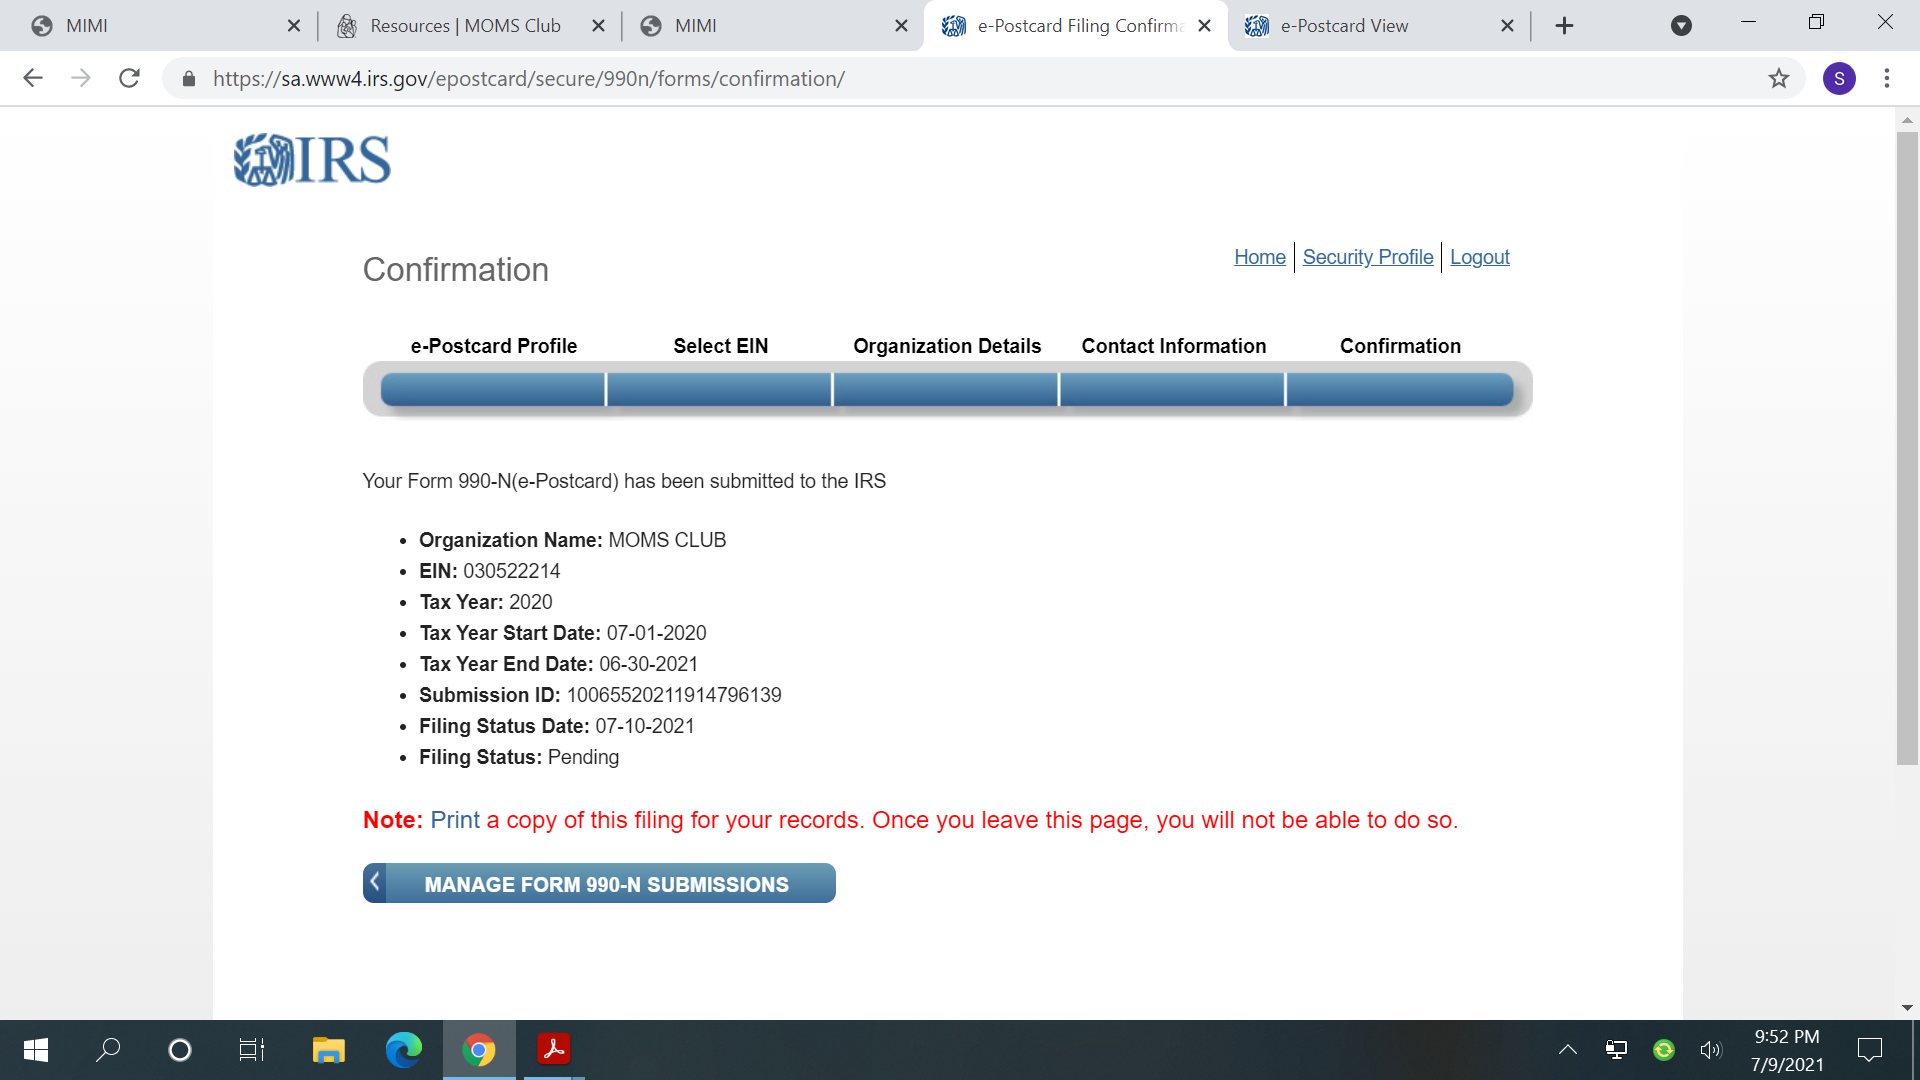 MIMI
Resources | MOMS Club
MIMI
e-Postcard Filing Confirma
e-Postcard View
https://sa.www4.irs.gov/epostcard/secure/990n/forms/confirmation/
S
IRS
Home
Security Profile
Logout
Confirmation
e-Postcard Profile
Select EIN
Organization Details
Contact Information
Confirmation
Your Form 990-N(e-Postcard) has been submitted to the IRS
• Organization Name: MOMS CLUB
• EIN: 030522214
• Tax Year: 2020
• Tax Year Start Date: 07-01-2020
• Tax Year End Date: 06-30-2021
• Submission ID: 10065520211914796139
• Filing Status Date: 07-10-2021
• Filing Status: Pending
Note: Print a copy of this filing for your records. Once you leave this page, you will not be able to do so.
MANAGE FORM 990-N SUBMISSIONS
9:52 PM
7/9/2021